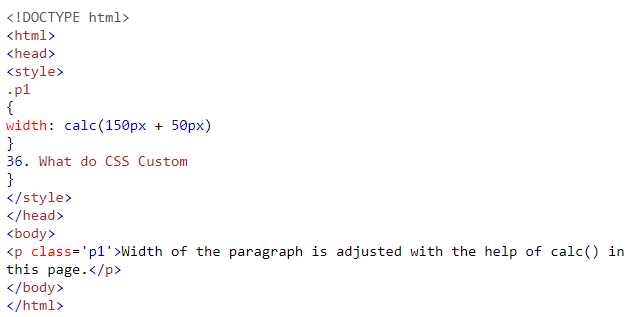 <!DOCTYPE html>
<html>
<head>
<style>
.p1
{
width: calc(150px + 50px)
}
36. What do CSS Custom
}
</style>
</head>
<body>
<p class='p1'>Width of the paragraph is adjusted with the help of calc() in
this page.</p>
</body>
</html>